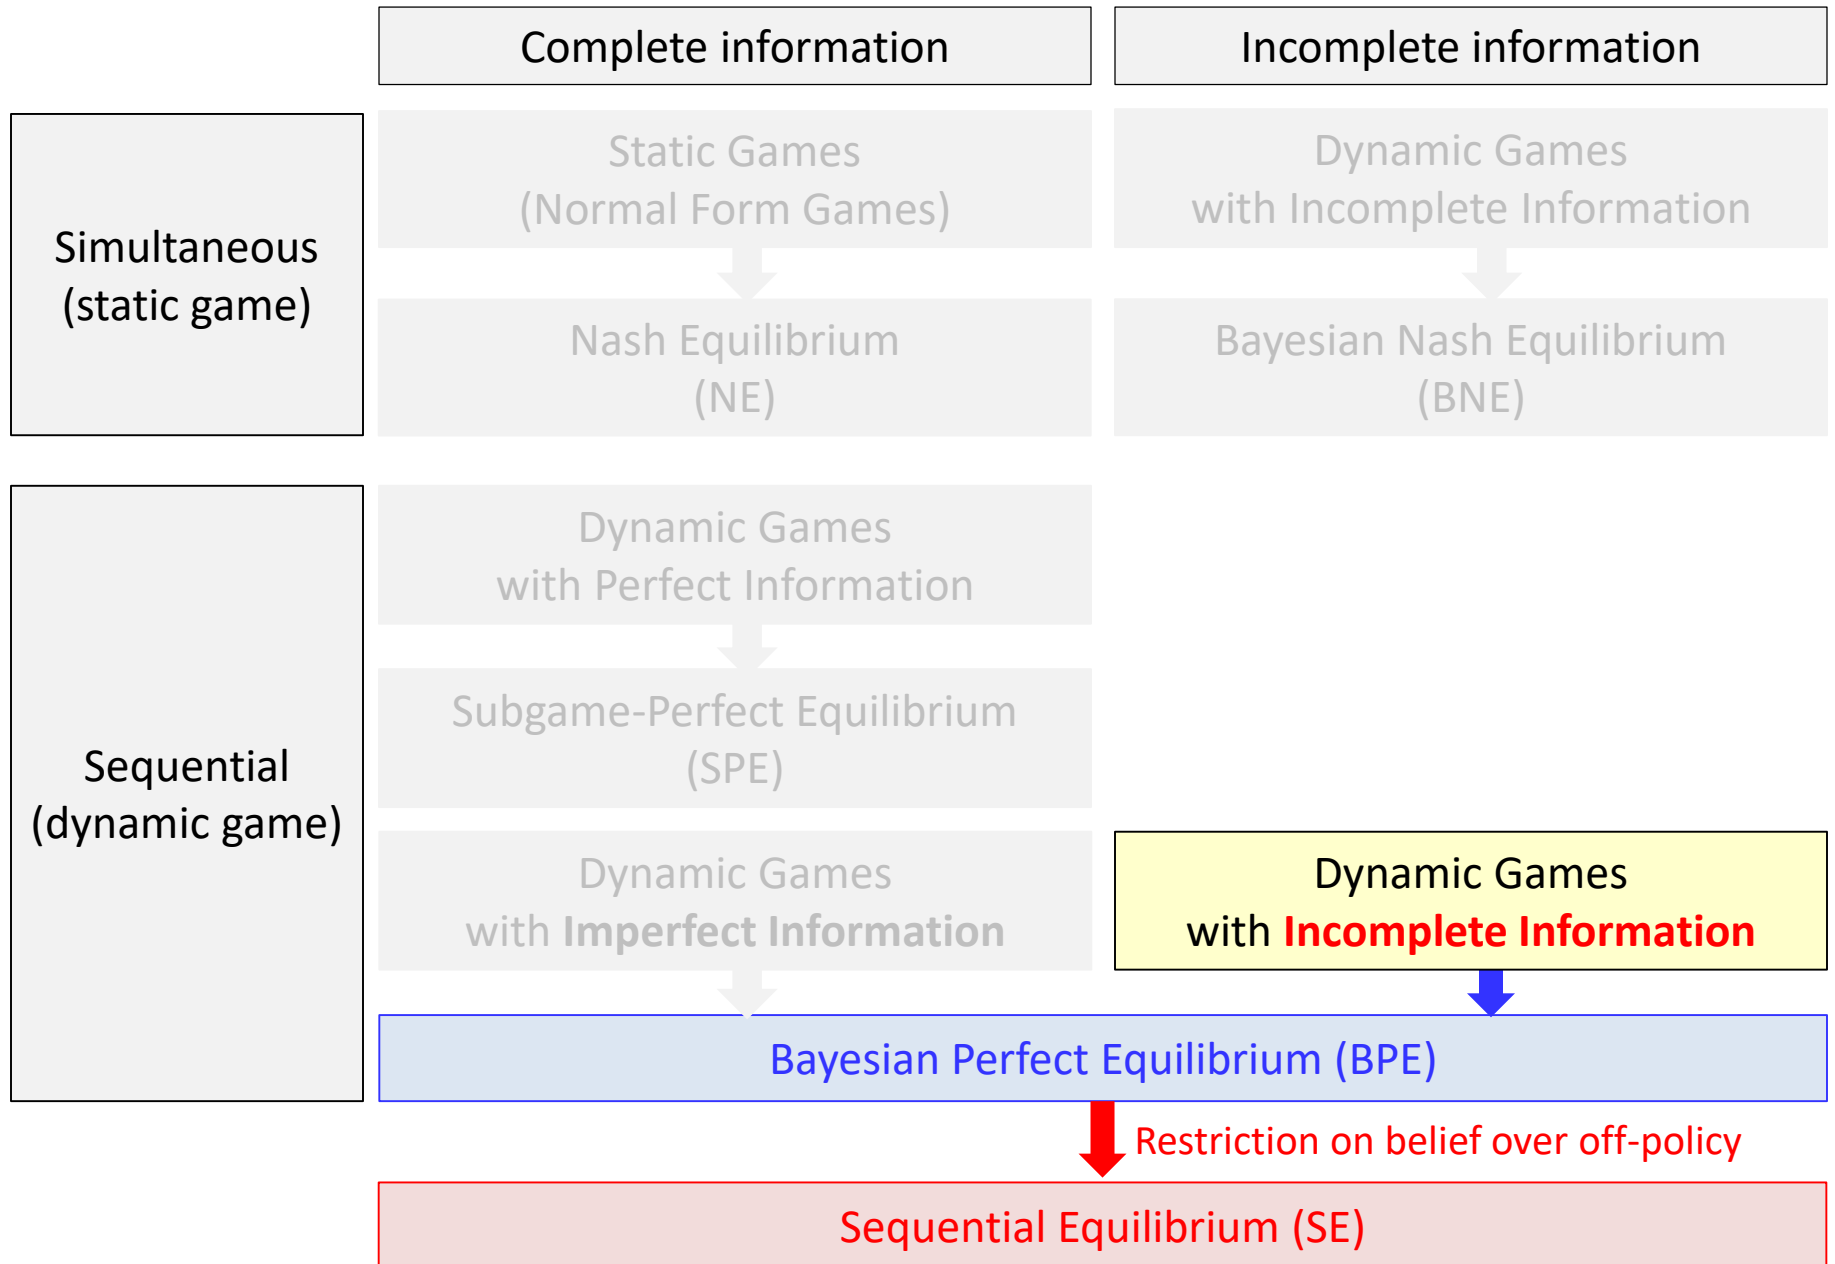 Complete information
Incomplete information
Simultaneous
(static game)
Static Games
(Normal Form Games)
Nash Equilibrium
(NE)
Dynamic Games
with Incomplete Information
Bayesian Nash Equilibrium
(BNE)
Sequential
(dynamic game)
Dynamic Games
with Perfect Information
Subgame-Perfect Equilibrium
(SPE)
Dynamic Games
with Imperfect Information
Dynamic Games
with Incomplete Information
Bayesian Perfect Equilibrium (BPE)
Restriction on belief over off-policy
Sequential Equilibrium (SE)